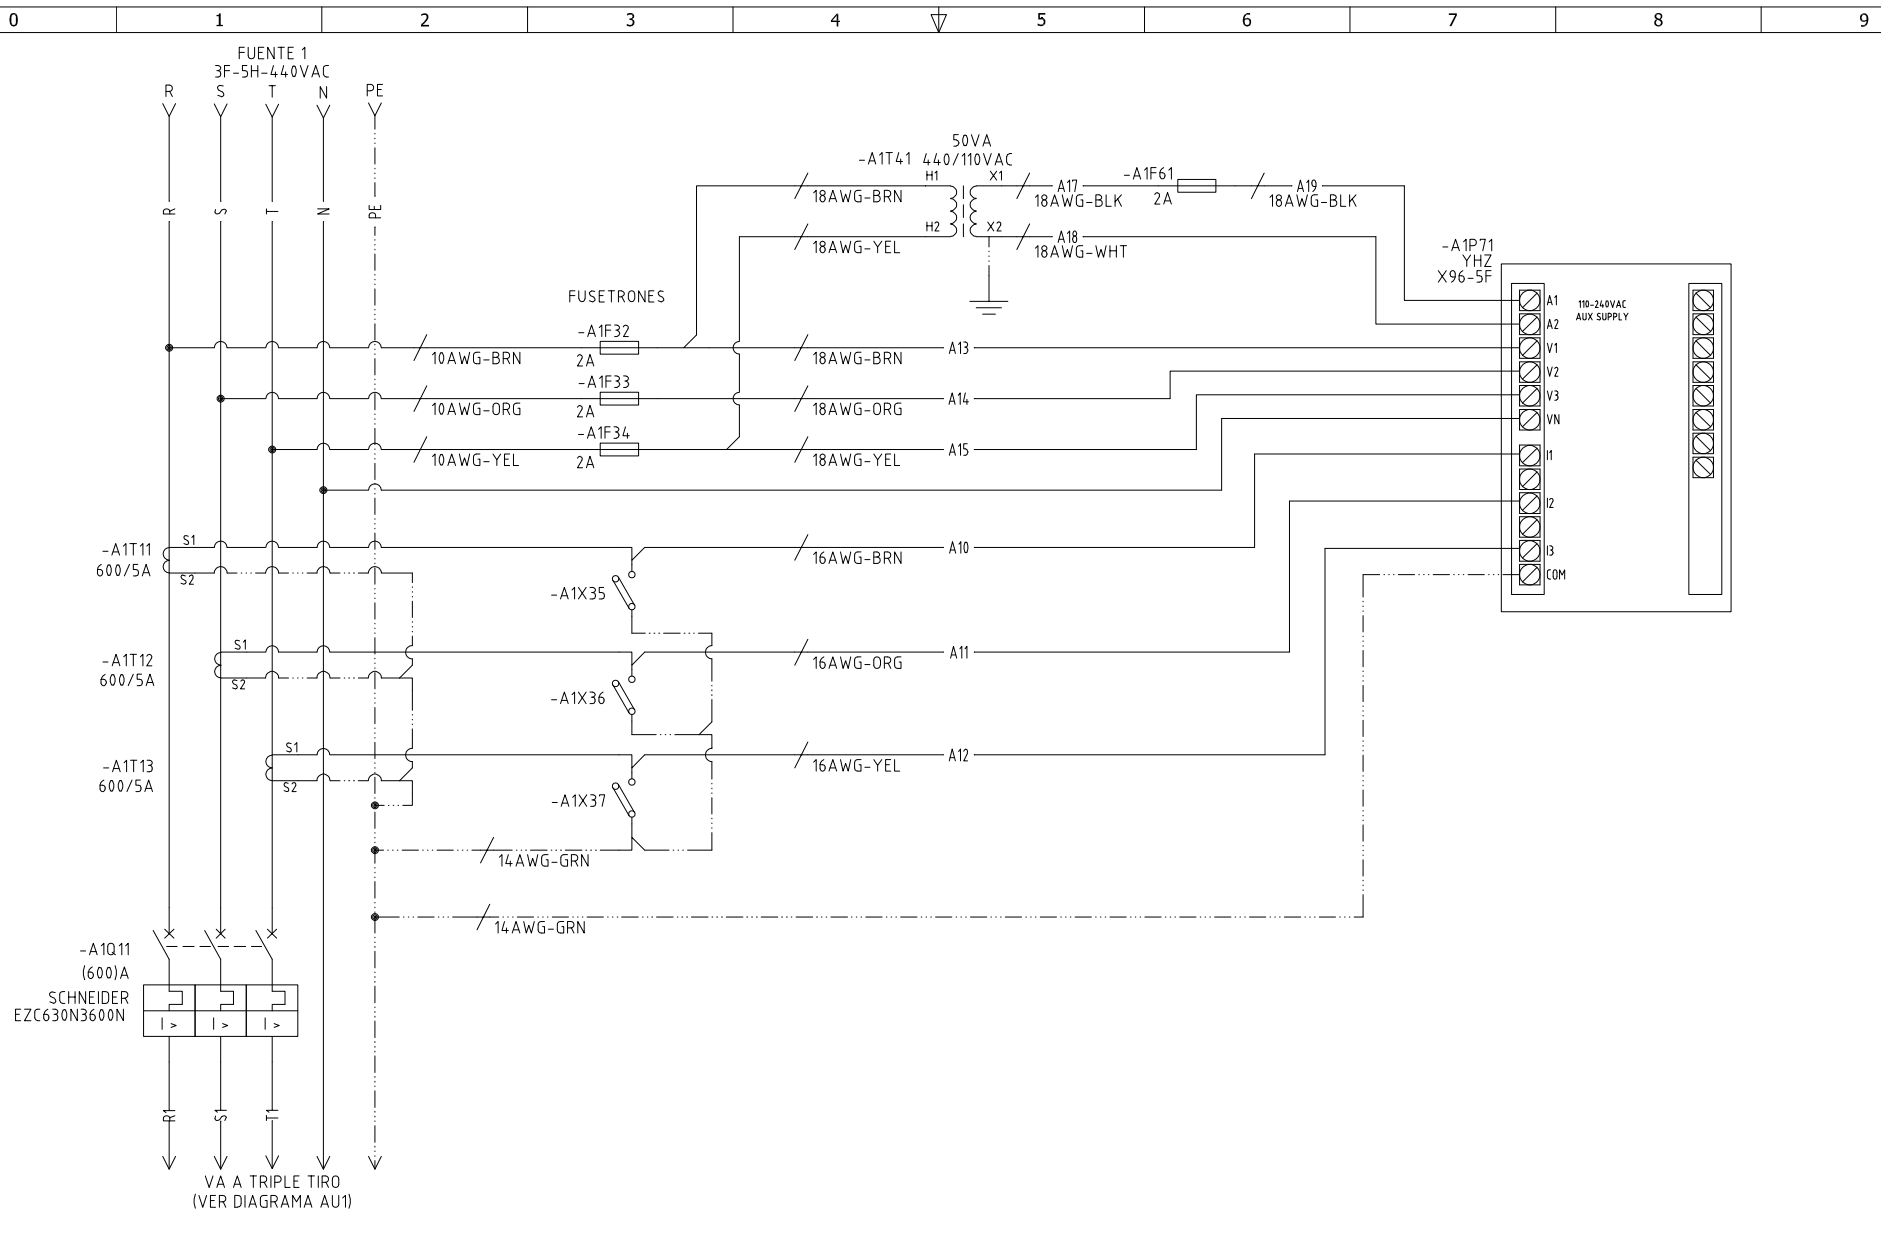 0 1 2 3 4 5 6 7 8 9
FUENTE 1
3F-5H-440VAC
R S T N PE
50VA
-A1T41 440/110VAC
H1 X1
-A1F61
A17
A19
18AWG-BRN
18AWG-BLK
2A
18AWG-BLK
R S T N PE
H2 X2
A18
18AWG-YEL
18AWG-WHT
-A1P71
YHZ
X96-5F
FUSETRONES
A1
110-240VAC
AUX SUPPLY
A2
-A1F32
A13
V1
10AWG-BRN
2A
18AWG-BRN
V2
-A1F33
A14
V3
10AWG-ORG
2A
18AWG-ORG
VN
-A1F34
A15
I1
10AWG-YEL
2A
18AWG-YEL
I2
S1
-A1T11
600/5A
S2
A10
16AWG-BRN
I3
COM
-A1X35
S1
-A1T12
600/5A
S2
A11
16AWG-ORG
-A1X36
S1
-A1T13
600/5A
S2
A12
16AWG-YEL
-A1X37
14AWG-GRN
14AWG-GRN
-A1Q11
(600)A
SCHNEIDER
EZC630N3600N
I > I > I >
R1 S1 T1
VA A TRIPLE TIRO
(VER DIAGRAMA AU1)